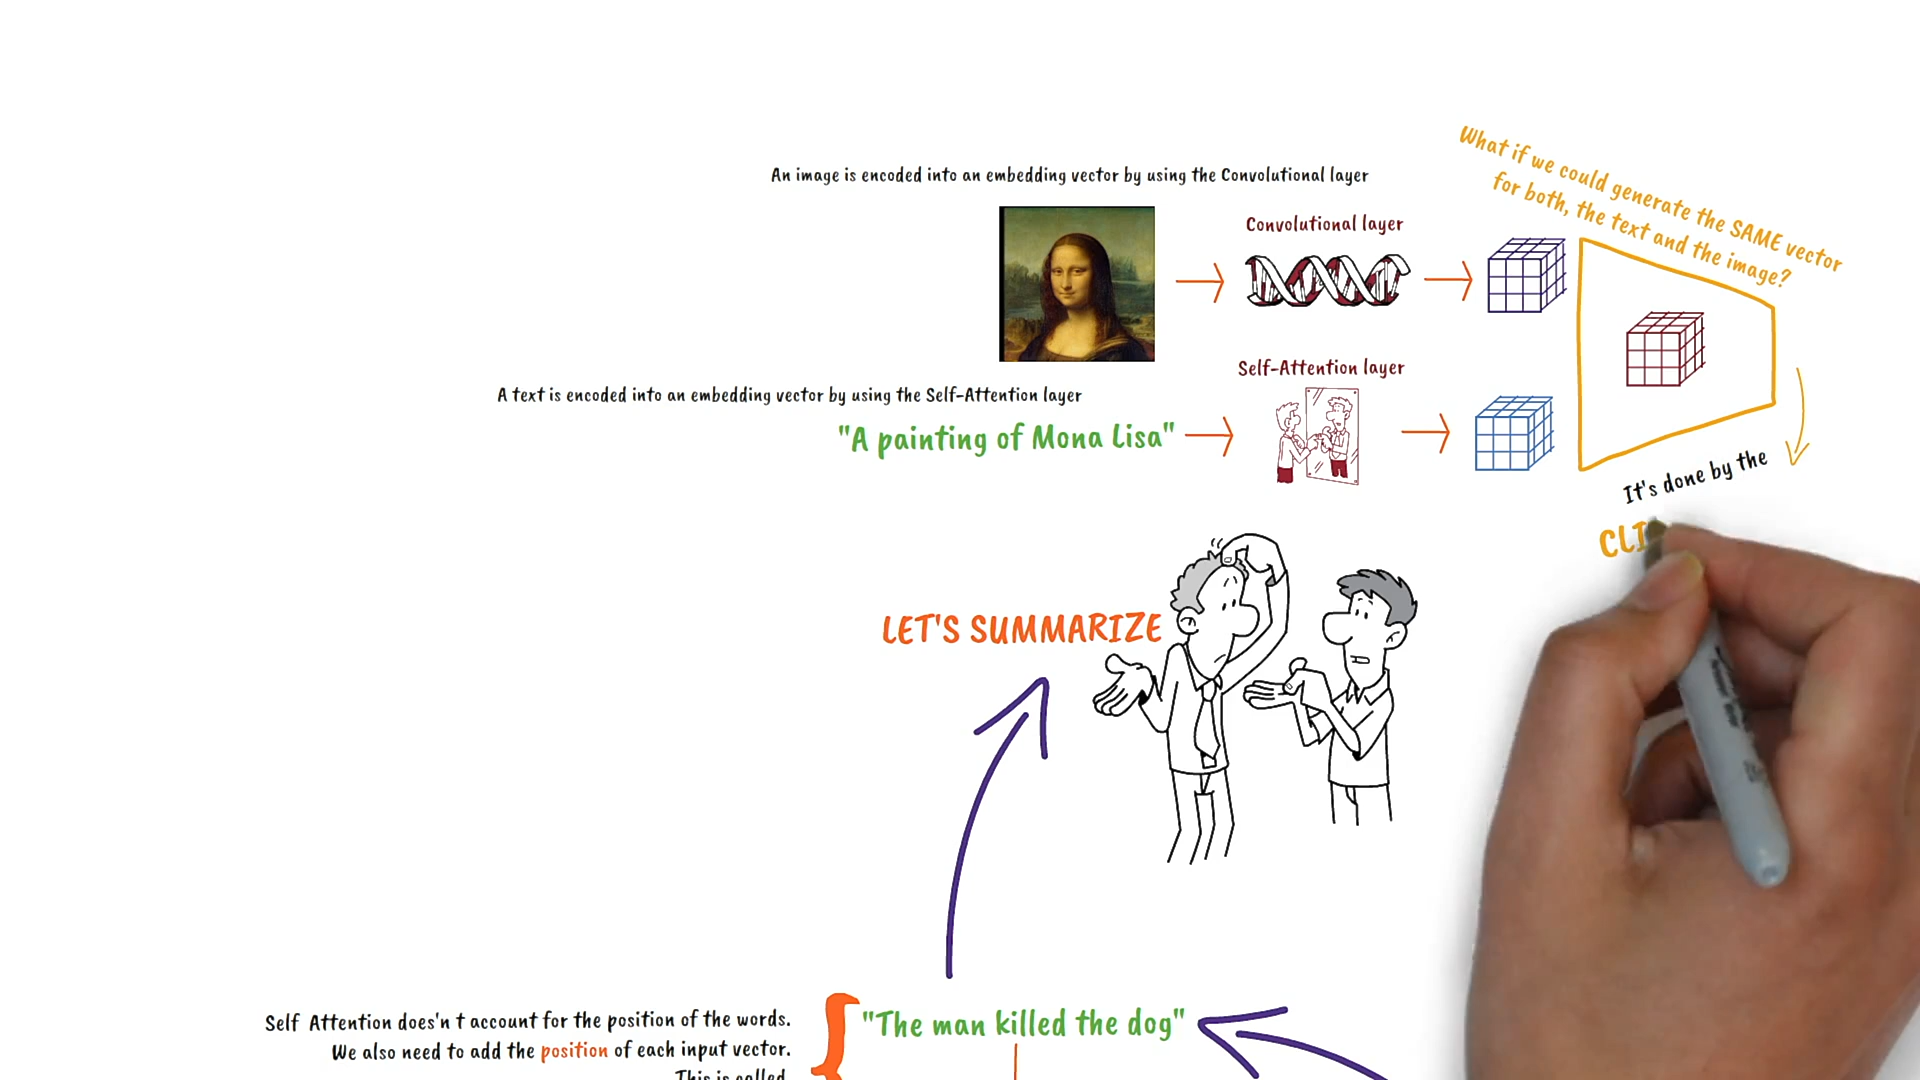 What if we could generate the SAME vector
for both, the text and the image?
An image is encoded into an embedding vector by using the Convolutional layer
Convolutional layer
Self-Attention layer
A text is encoded into an embedding vector by using the Self-Attention layer
"A painting of Mona Lisa"
It's done by the
CLI
LET'S SUMMARIZE
"The man killed the dog"
Self Attention does'n t account for the position of the words.
We also need to add the position of each input vector.
This is called